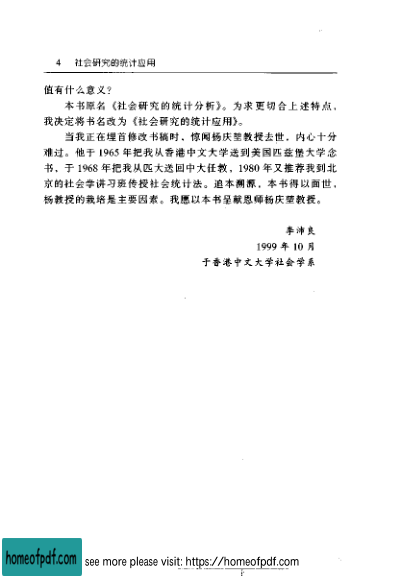 4 社会研究的统计应用
值有什么意义?
本书原名《社会研究的统计分析》。为求更切合上述特点，
我决定将书名改为《社会研究的统计应用》。
当我正在埋首修改书稿时，惊闻杨庆堃教授去世，内心十分
难过。他于 1965 年把我从香港中文大学送到美国匹兹堡大学念
书，于 1968 年把我从匹大送回中大任教，1980 年又推荐我到北
京的社会学讲习班传授社会统计法。追本溯源，本书得以面世，
杨教授的栽培是主要因素。我愿以本书呈献恩师杨庆堃教授。
李沛良
1999 年 10 月
于香港中文大学社会学系
homeofpdf.com
see more please visit: https://homeofpdf.com